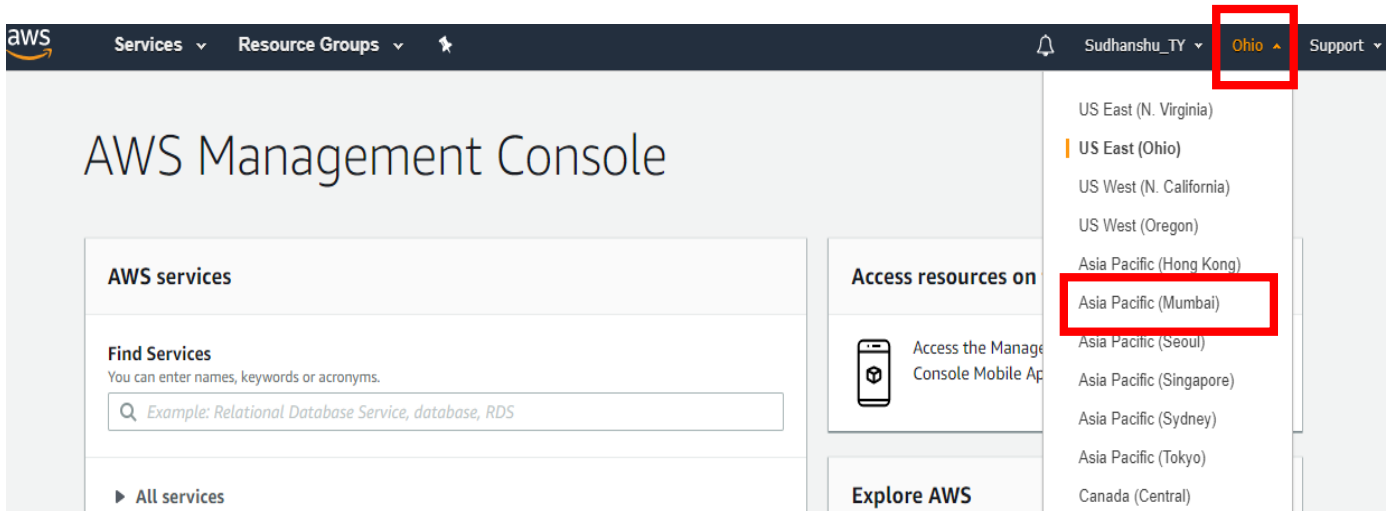 aws
Services
Resource Groups
Sudhanshu_TY
Ohio
Support
AWS Management Console
AWS services
Find Services
You can enter names, keywords or acronyms.
Example: Relational Database Service, database, RDS
All services
Access resources on
Access the Manage
Console Mobile Ap
Explore AWS
US East (N. Virginia)
US East (Ohio)
US West (N. California)
US West (Oregon)
Asia Pacific (Hong Kong)
Asia Pacific (Mumbai)
Asia Pacific (Seoul)
Asia Pacific (Singapore)
Asia Pacific (Sydney)
Asia Pacific (Tokyo)
Canada (Central)